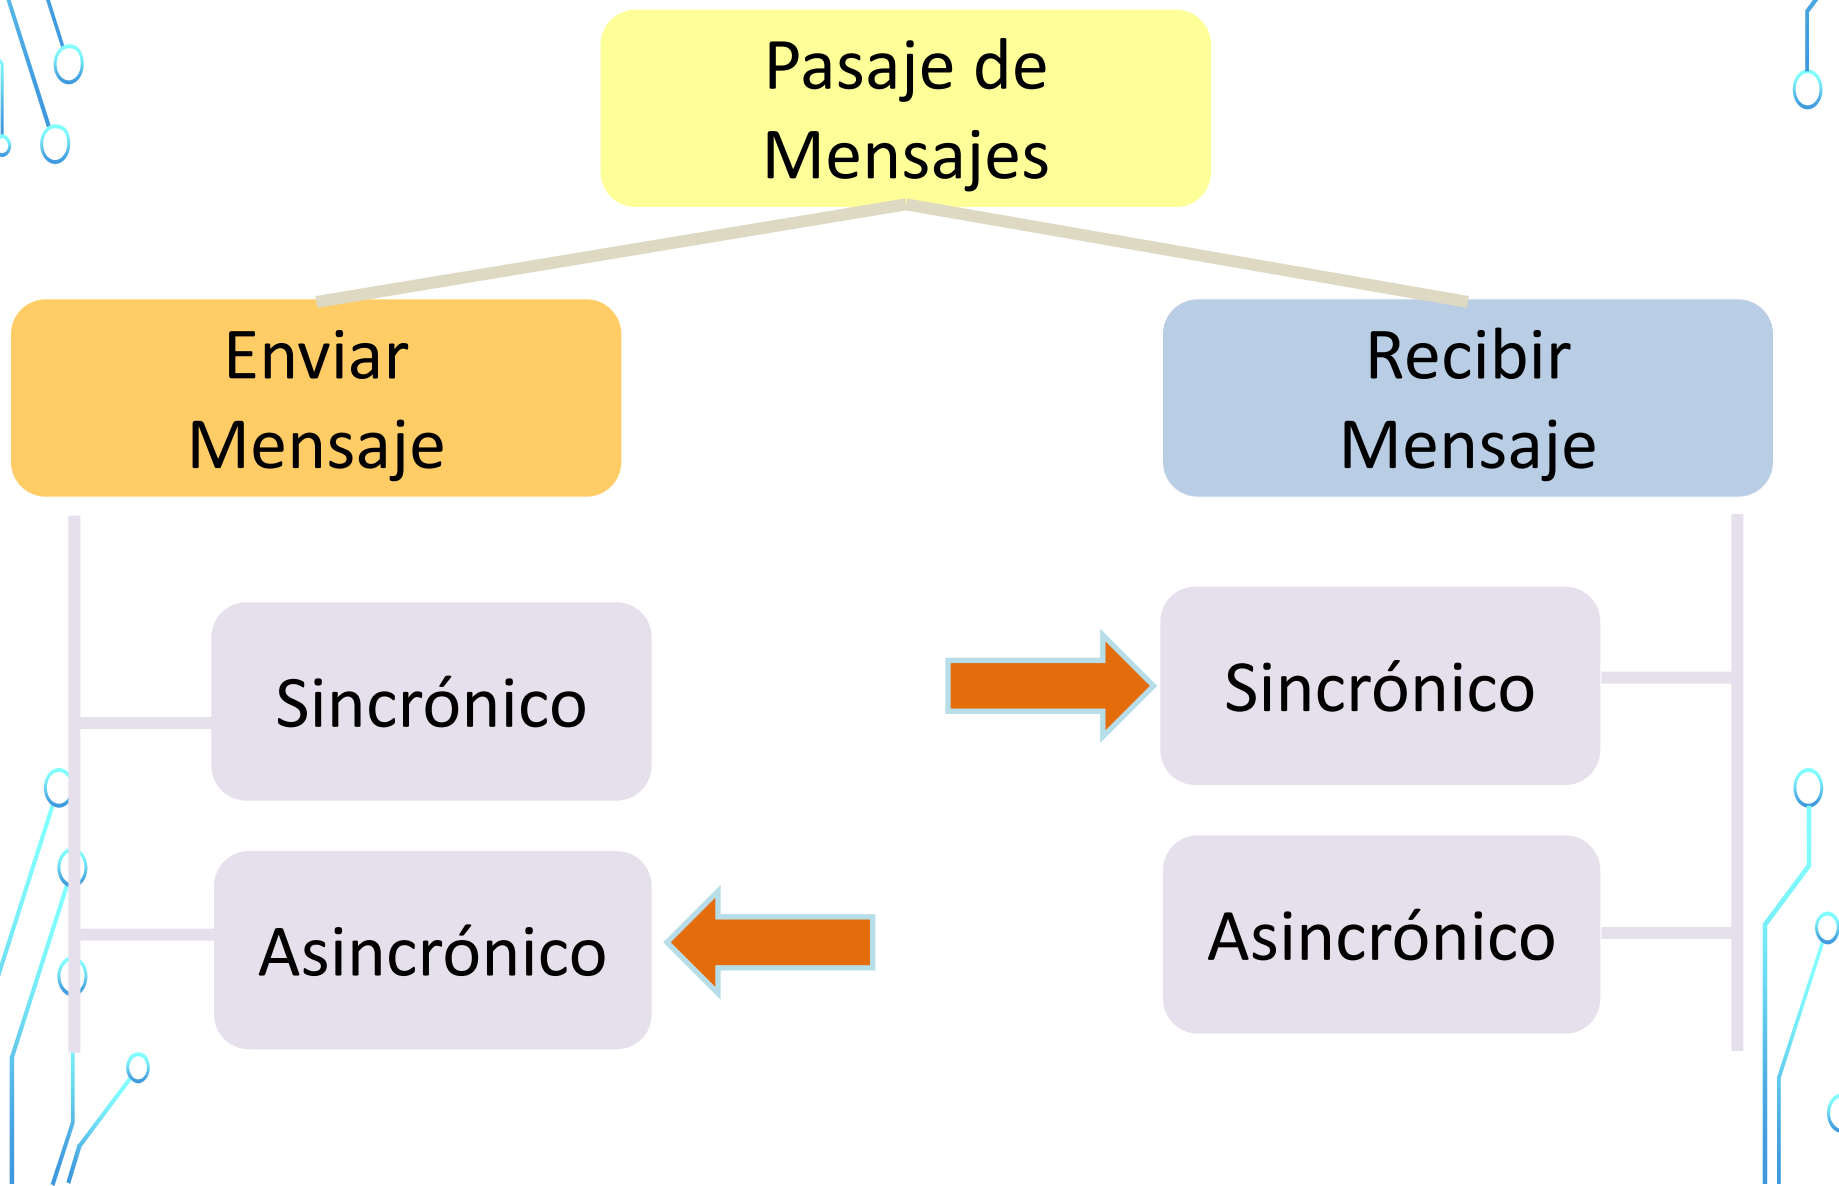 Pasaje de
Mensajes
Enviar
Mensaje
Recibir
Mensaje
Sincrónico
Sincrónico
Asincrónico
Asincrónico